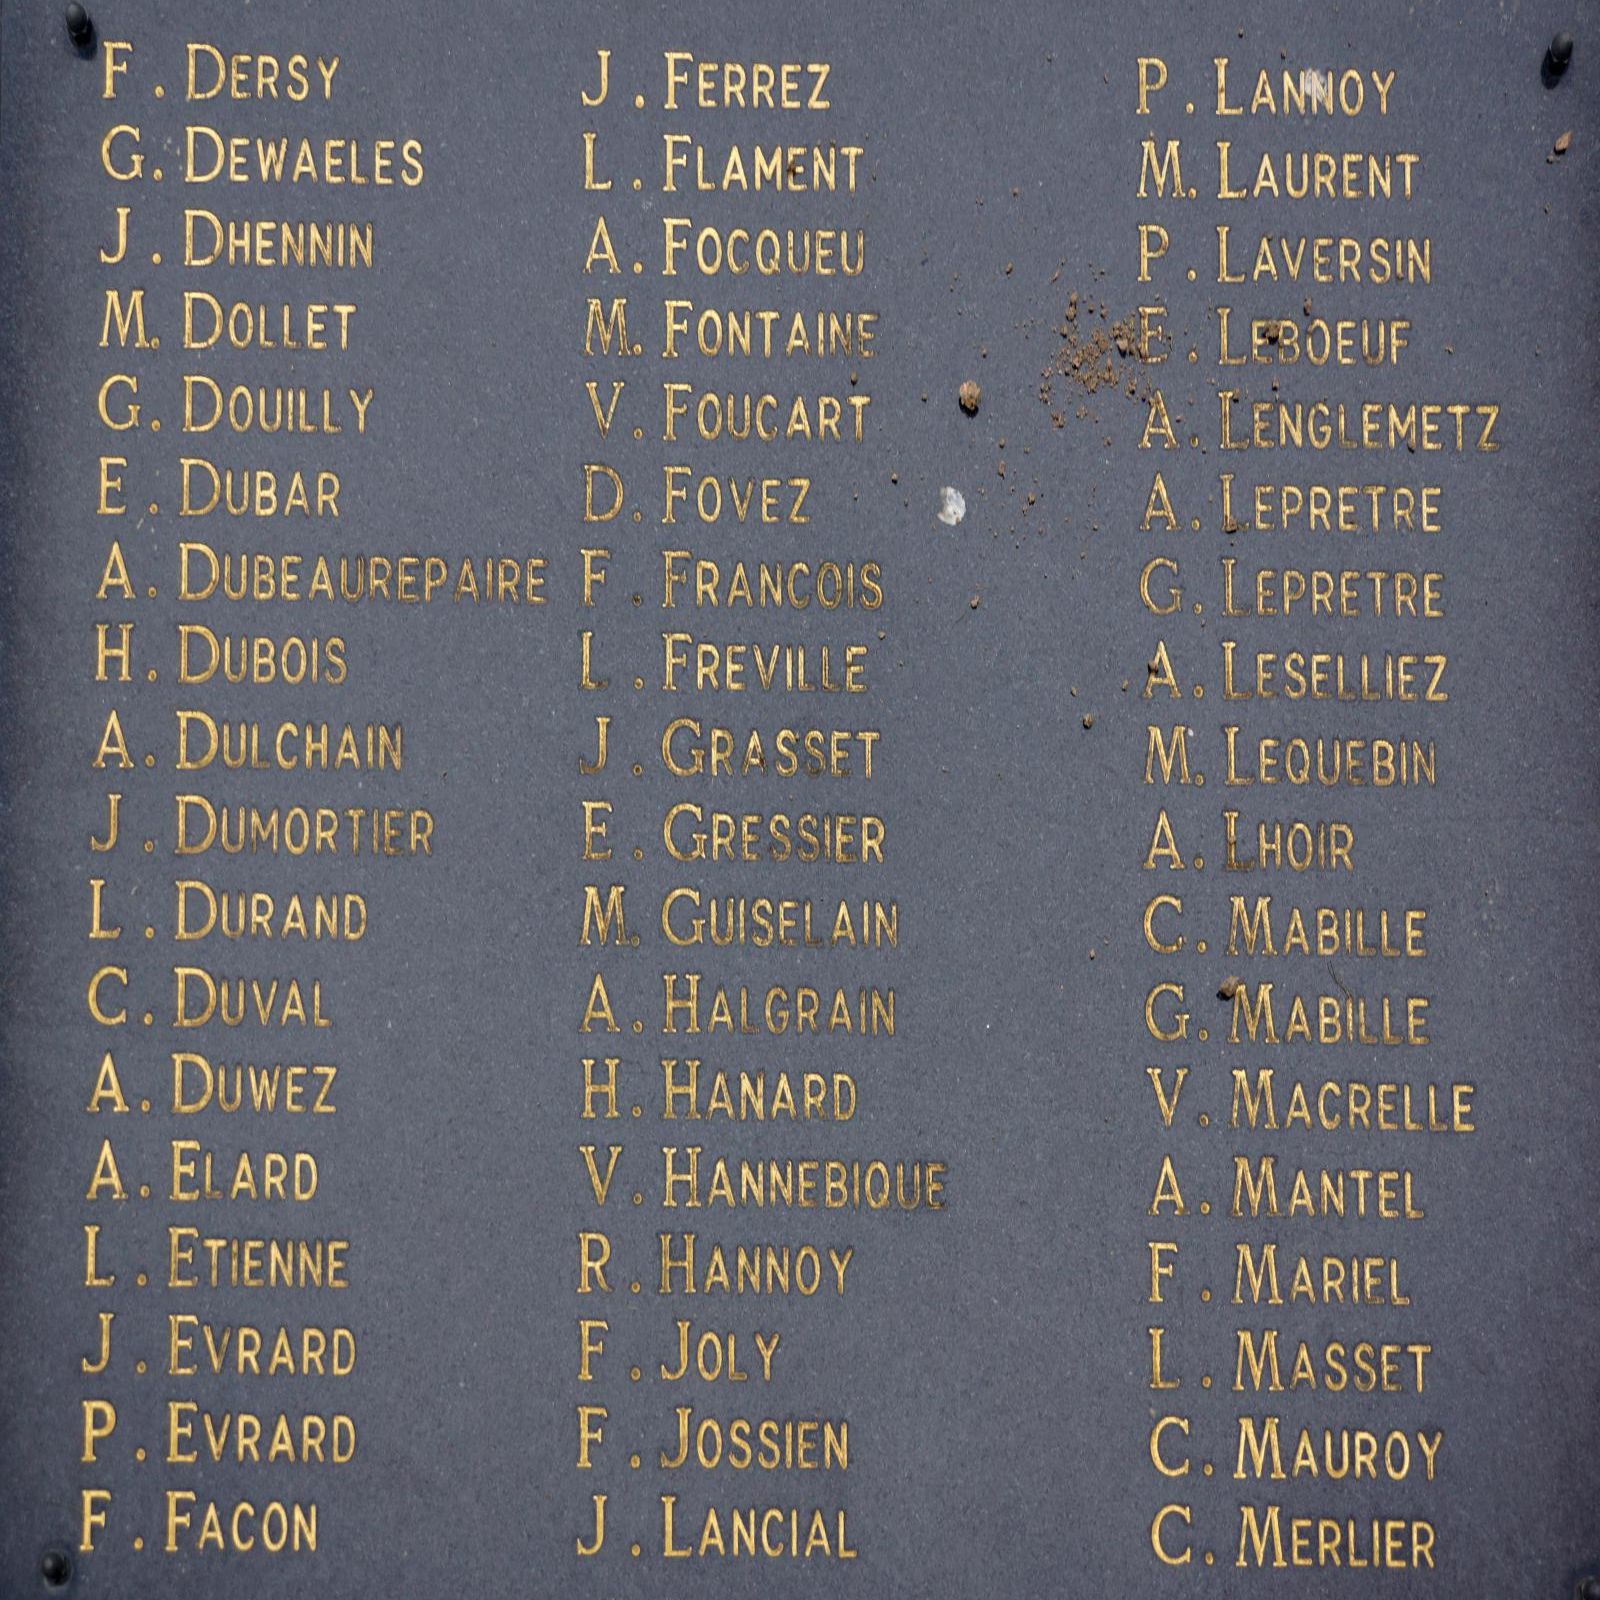 F. DERSY
G. DEWAELES
J. DHENNIN
M. DOLLET
G. DOUILLY
E. DUBAR
A. DUBEAUREPAIRE
H. DUBOIS
A. DULCHAIN
J. DUMORTIER
L. DURAND
C. DUVAL
A. DUWEZ
A. ELARD
L. ETIENNE
J. EVRARD
P. EVRARD
F. FACON
J. FERREZ
L. FLAMENT
A. FOCQUEU
M. FONTAINE
V. FOUCART
D. FOVEZ
F. FRANCOIS
L. FREVILLE
J. GRASSET
E. GRESSIER
M. GUISELAIN
A. HALGRAIN
H. HANARD
V. HANNEBIQUE
R. HANNOY
F. JOLY
F. JOSSIEN
J. LANCIAL
P. LANNOY
M. LAURENT
P. LAVERSIN
E. LEBOEUF
A. LENGLEMETZ
A. LEPRETRE
G. LEPRETRE
A. LESELLIEZ
M. LEQUEBIN
A. LHOIR
C. MABILLE
G. MABILLE
V. MACRELLE
A. MANTEL
F. MARIEL
L. MASSET
C. MAUROY
C. MERLIER